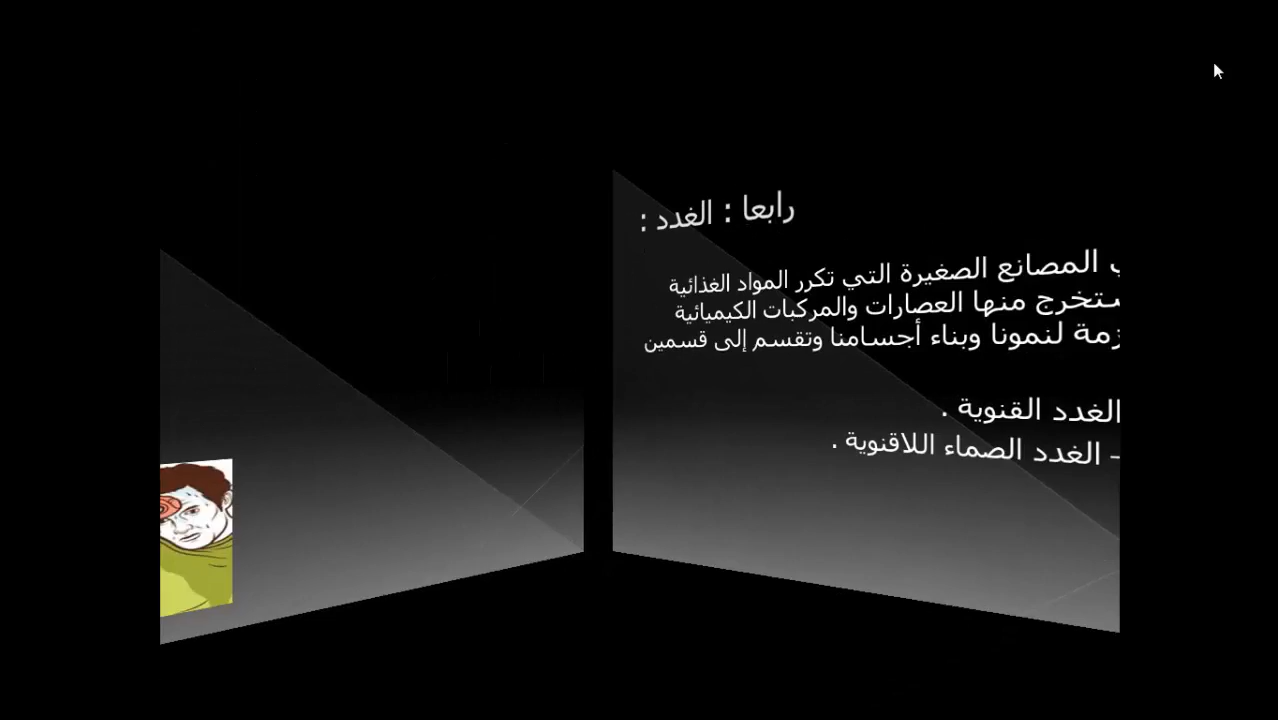 رابعا : الغدد :
المصانع الصغيرة التي تكرر المواد الغذائية
منها العصارات والمركبات الكيميائية
لنمونا وبناء أجسامنا وتقسم إلى قسمين
الغدد القنوية .
– الغدد الصماء اللاقنوية .